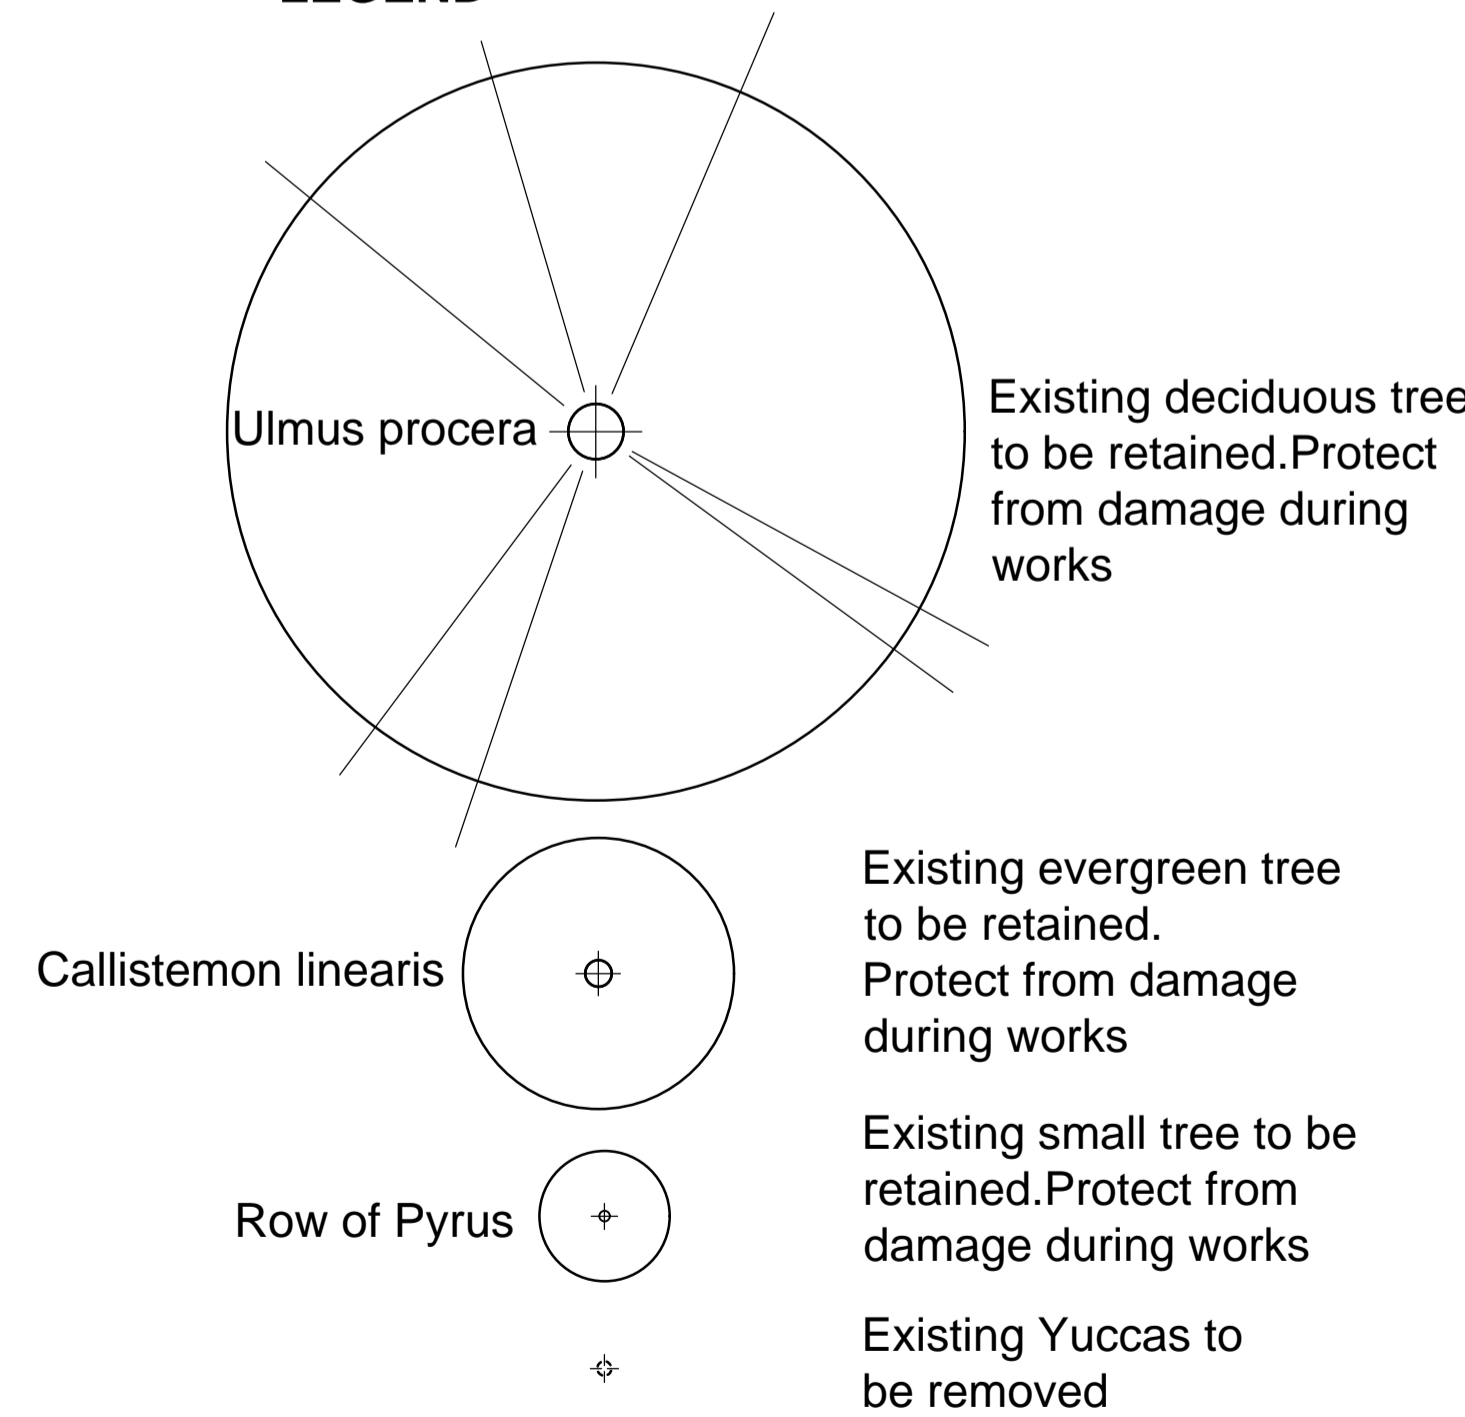 LEGEND
Ulmus procera
Existing deciduous tree
to be retained.Protect
from damage during
works
Callistemon linearis
Existing evergreen tree
to be retained.
Protect from damage
during works
Row of Pyrus
Existing small tree to be
retained.Protect from
damage during works
Existing Yuccas to
be removed